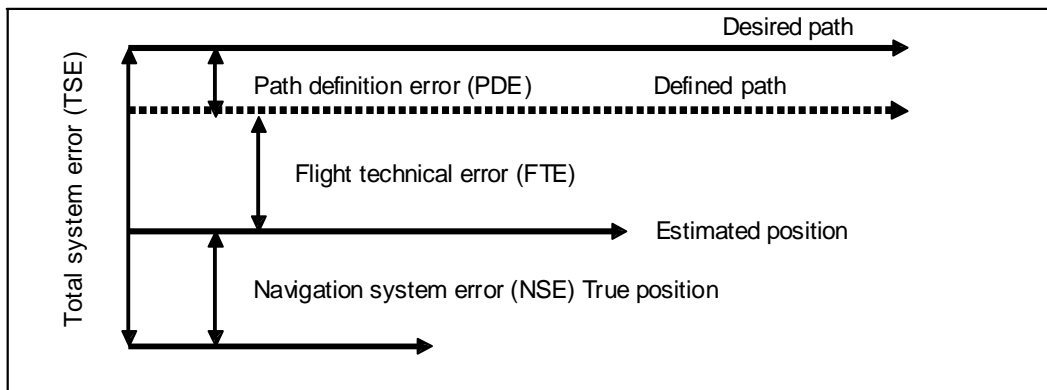 Desired path
Path definition error (PDE) Defined path
Flight technical error (FTE)
Estimated position
Navigation system error (NSE) True position
Total system error (TSE)